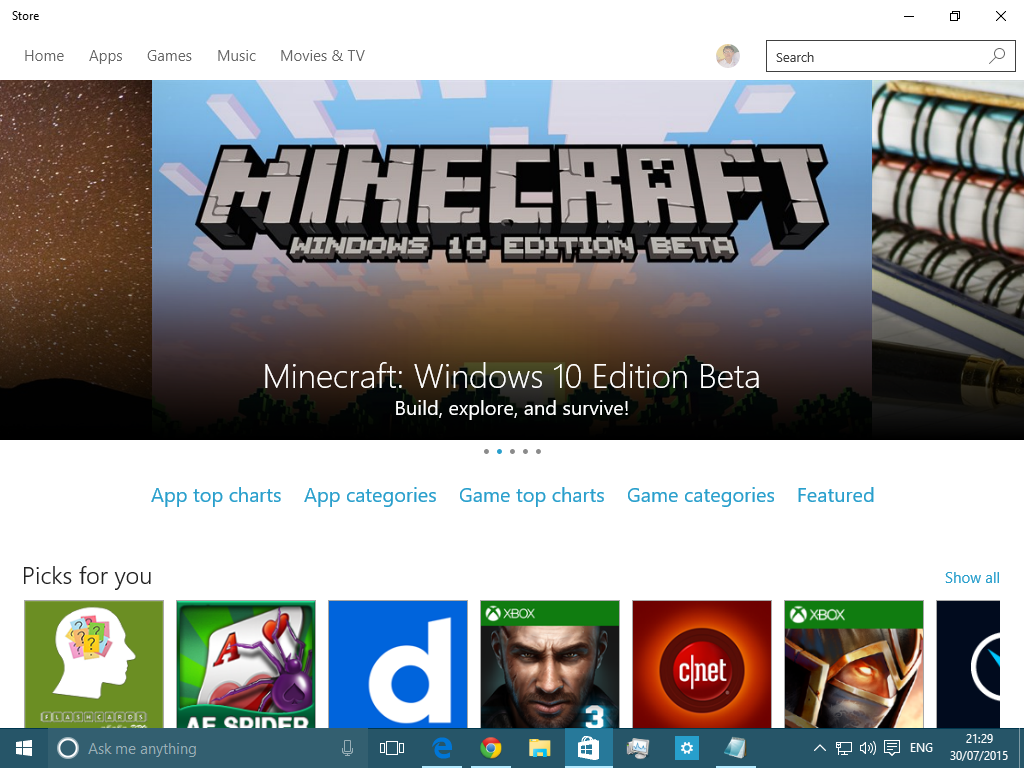 Store
Home Apps Games Music Movies & TV Search
MINECRAFT
WINDOWS 10 EDITION BETA
Minecraft: Windows 10 Edition Beta
Build, explore, and survive!
App top charts App categories Game top charts Game categories Featured
Picks for you Show all
XBOX XBOX
A
d
c|net
FLASHCARDS
AE SPIDER
3
Ask me anything
ENG
21:29
30/07/2015